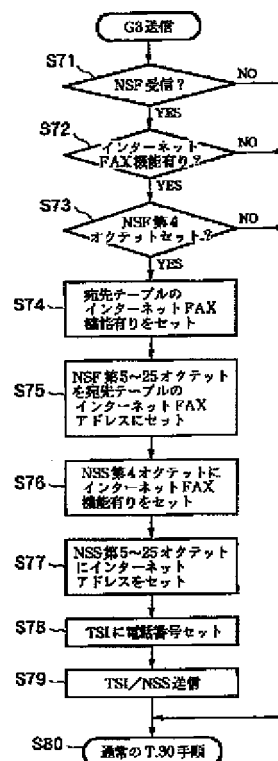 G3送信
S71
NSF受信?
NO
YES
S72
インターネット
FAX機能有り?
NO
YES
S73
NSF第4
オクテットセット?
NO
YES
S74
宛先テーブルの
インターネットFAX
機能有りをセット
S75
NSF第5~25オクテット
を宛先テーブルの
インターネットFAX
アドレスにセット
S76
NSS第4オクテットに
インターネットFAX
機能有りをセット
S77
NSS第5~25オクテット
にインターネット
アドレスをセット
S78
TSIに電話番号セット
S79
TSI/NSS送信
S80
通常のT.30手順